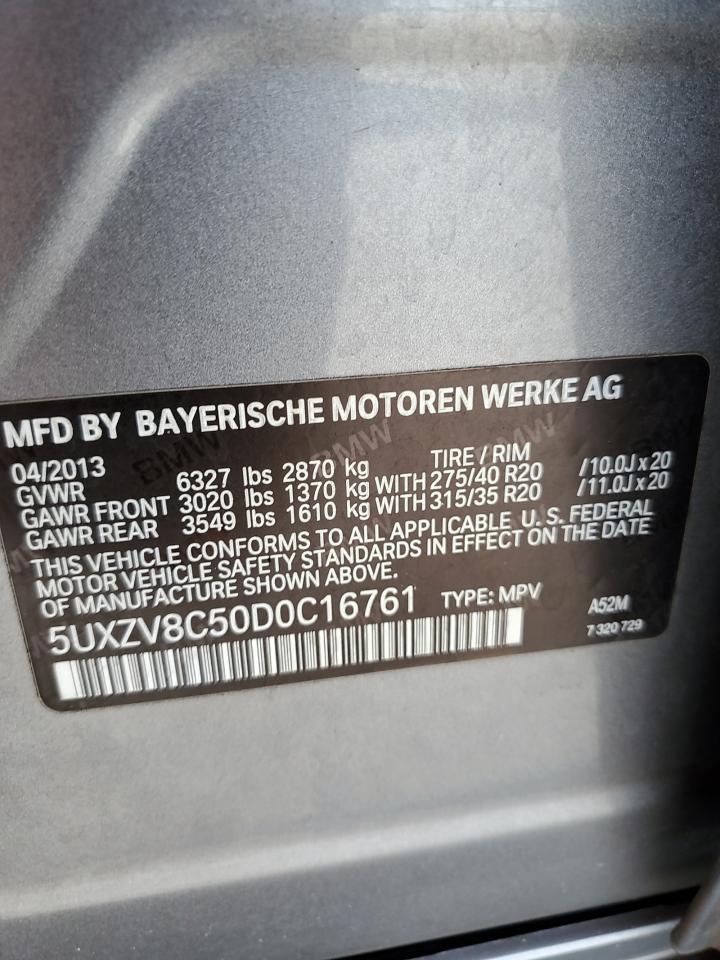 MFD BY BAYERISCHE MOTOREN WERKE AG
04/2013 TIRE / RIM
GVWR 6327 lbs 2870 kg
GAWR FRONT 3020 lbs 1370 kg WITH 275/40 R20 /10.0J x 20
GAWR REAR 3549 lbs 1610 kg WITH 315/35 R20 /11.0J x 20
THIS VEHICLE CONFORMS TO ALL APPLICABLE U. S. FEDERAL
MOTOR VEHICLE SAFETY STANDARDS IN EFFECT ON THE DATE
OF MANUFACTURE SHOWN ABOVE.
5UXZV8C50D0C16761 TYPE: MPV A52M
7 320 729
BMW
BMW
BMW